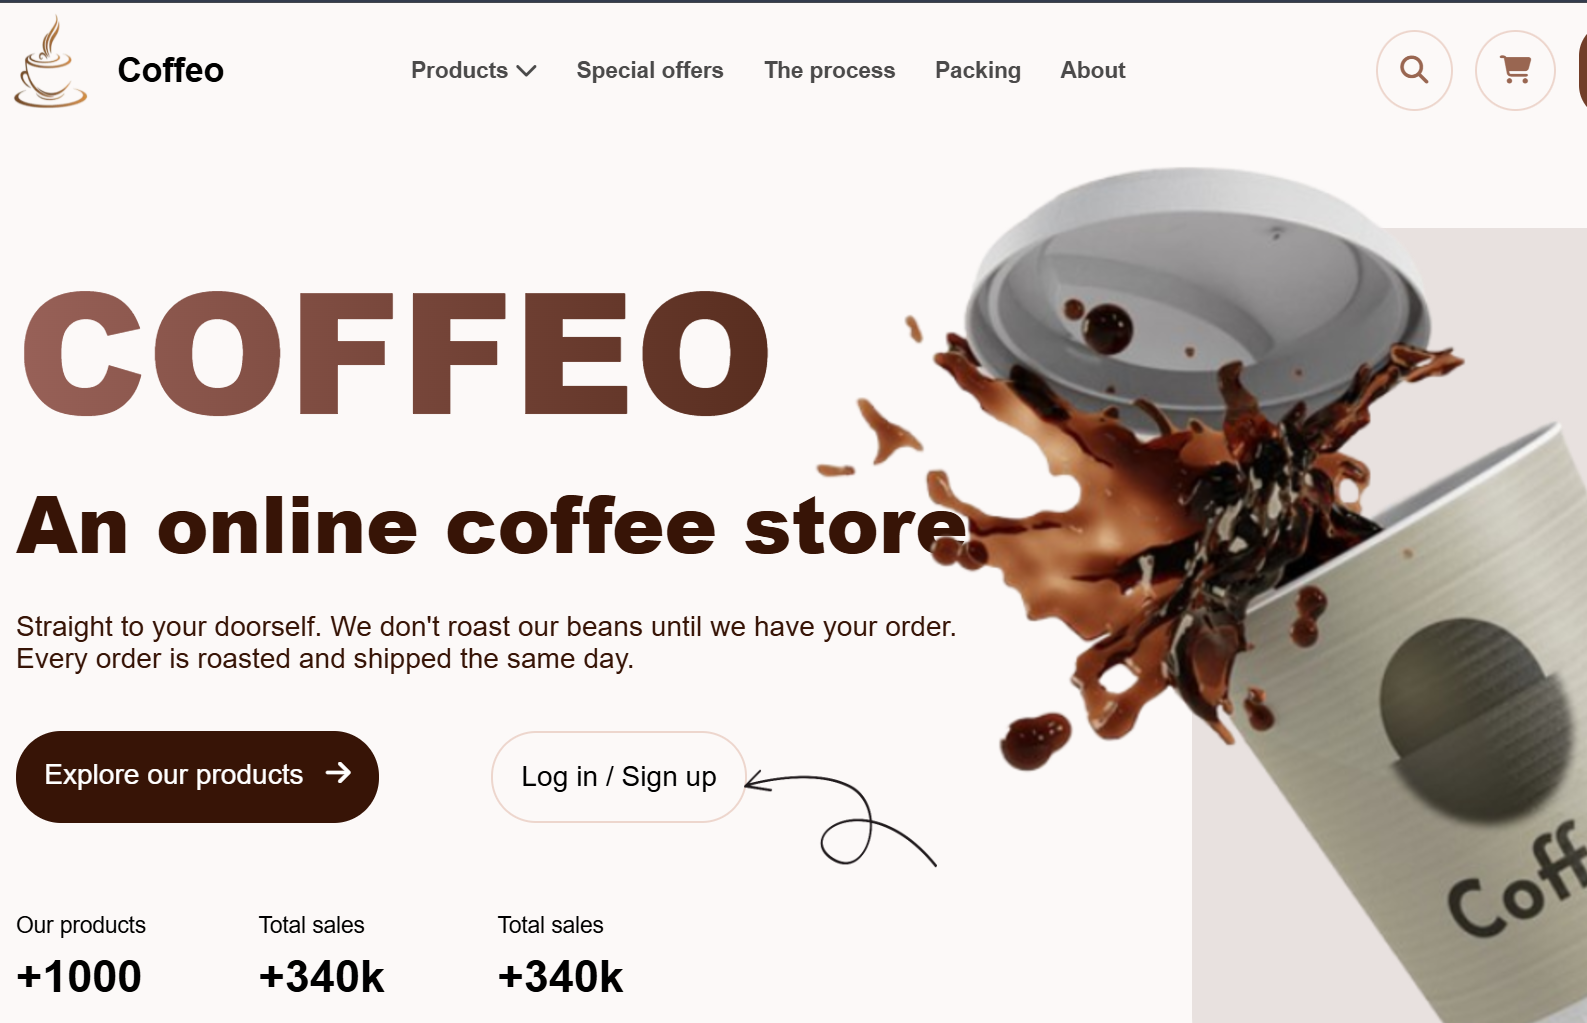 Coffeo
Products
Special offers
The process
Packing
About
COFFEO
An online coffee store
Straight to your doorself. We don't roast our beans until we have your order.
Every order is roasted and shipped the same day.
Explore our products
Log in / Sign up
Our products
Total sales
Total sales
+1000
+340k
+340k
Coff